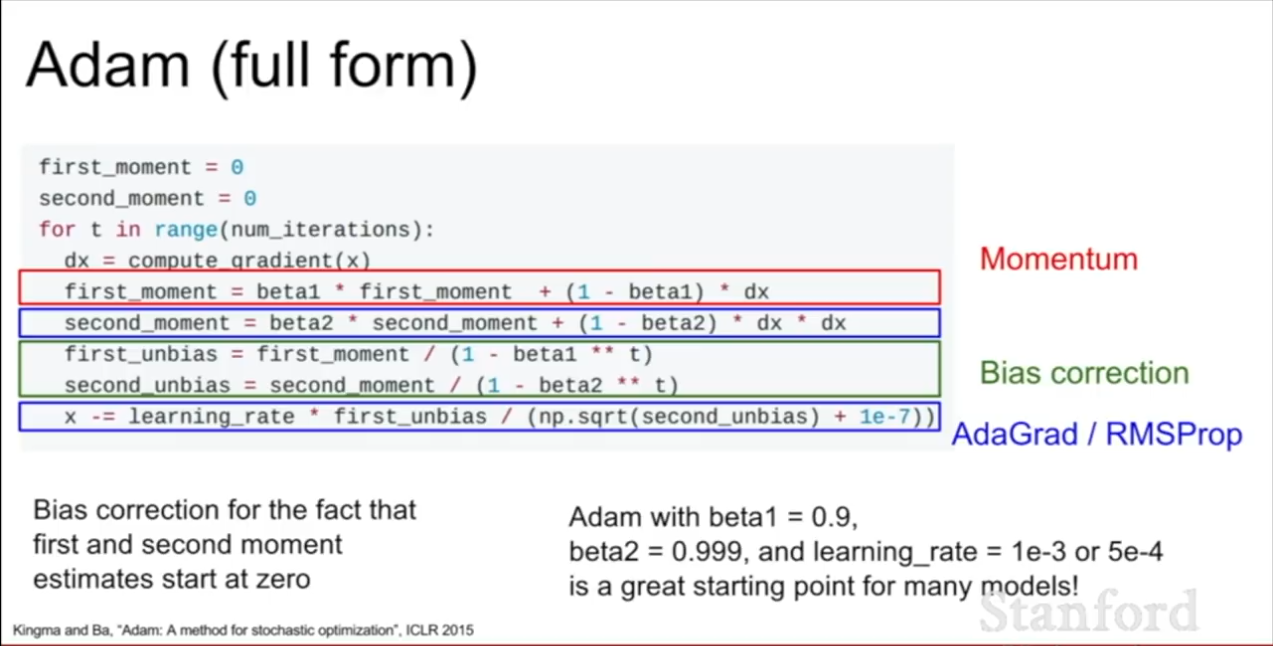 Adam (full form)
first_moment = 0
second_moment = 0
for t in range(num_iterations):
dx = compute_gradient(x)
first_moment = beta1 * first_moment + (1 - beta1) * dx
Momentum
second_moment = beta2 * second_moment + (1 - beta2) * dx * dx
first_unbias = first_moment / (1 - beta1 ** t)
second_unbias = second_moment / (1 - beta2 ** t)
Bias correction
x -= learning_rate * first_unbias / (np.sqrt(second_unbias) + 1e-7))
AdaGrad / RMSProp
Bias correction for the fact that
first and second moment
estimates start at zero
Adam with beta1 = 0.9,
beta2 = 0.999, and learning_rate = 1e-3 or 5e-4
is a great starting point for many models!
Stanford
Kingma and Ba, “Adam: A method for stochastic optimization”, ICLR 2015